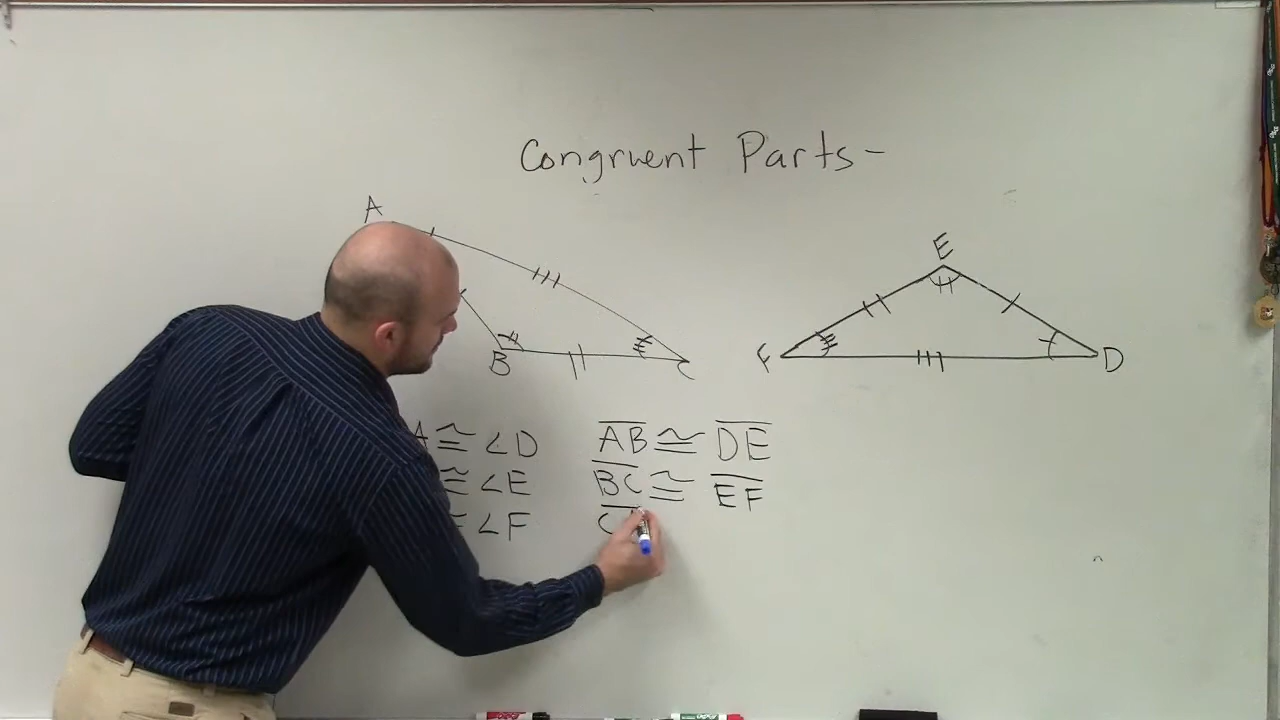 Congruent Parts-
A
E
B
C
F
D
A ≅ ∠D
AB ≅ DE
≅ ∠E
BC ≅ EF
≅ ∠F
C